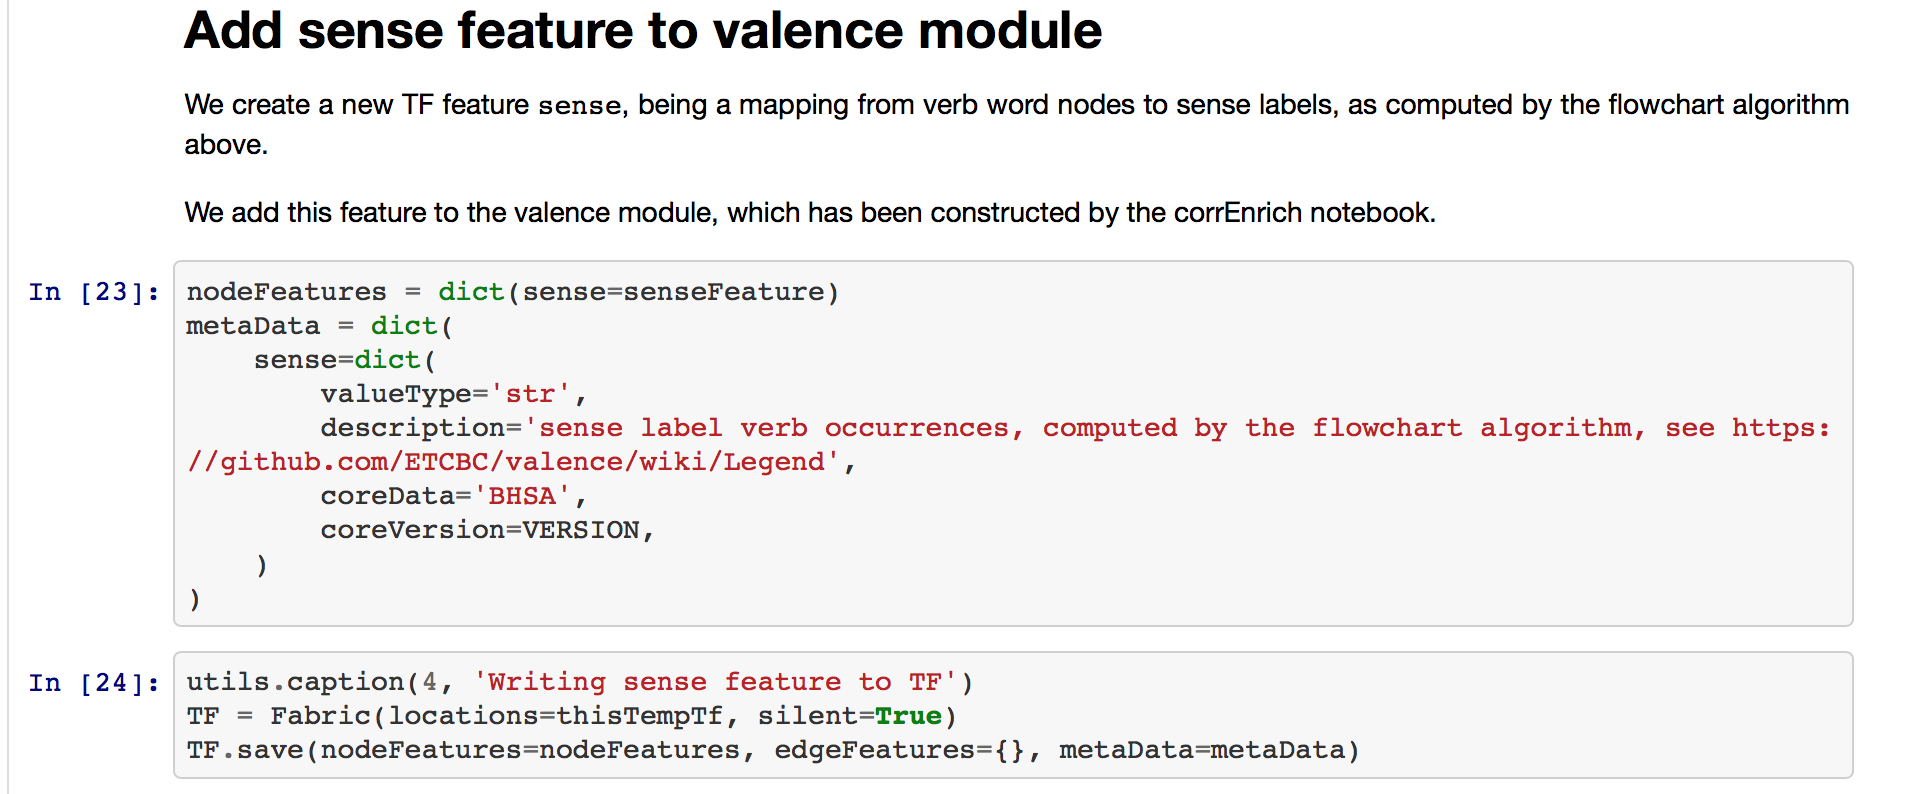 Add sense feature to valence module
We create a new TF feature sense, being a mapping from verb word nodes to sense labels, as computed by the flowchart algorithm
above.
We add this feature to the valence module, which has been constructed by the corrEnrich notebook.
In [23]: nodeFeatures = dict(sense=senseFeature)
metaData = dict(
    sense=dict(
        valueType='str',
        description='sense label verb occurrences, computed by the flowchart algorithm, see https:
//github.com/ETCBC/valence/wiki/Legend',
        coreData='BHSA',
        coreVersion=VERSION,
    )
)
In [24]: utils.caption(4, 'Writing sense feature to TF')
TF = Fabric(locations=thisTempTf, silent=True)
TF.save(nodeFeatures=nodeFeatures, edgeFeatures={}, metaData=metaData)